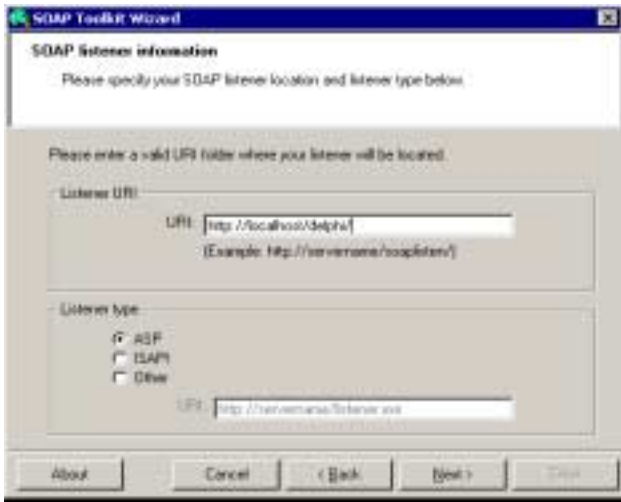 SOAP Toolkit Wizard
SOAP listener information
Please specify your SOAP listener location and listener type below.
Please enter a valid URI folder where your listener will be located.
Listener URI
URI: http://localhost/delphi/
(Example: http://servername/soaplisten/)
Listener type
ASP
ISAPI
Other
URI: http://servername/listener.xxx
About
Cancel
< Back
Next >